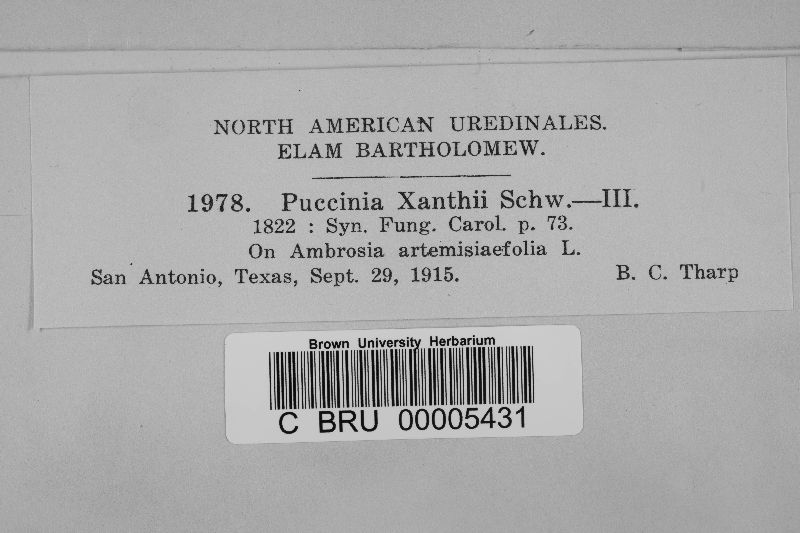 NORTH AMERICAN UREDINALES.
ELAM BARTHOLOMEW.
1978. Puccinia Xanthii Schw.—III.
1822 : Syn. Fung. Carol. p. 73.
On Ambrosia artemisiaefolia L.
San Antonio, Texas, Sept. 29, 1915. B. C. Tharp
Brown University Herbarium
C BRU 00005431